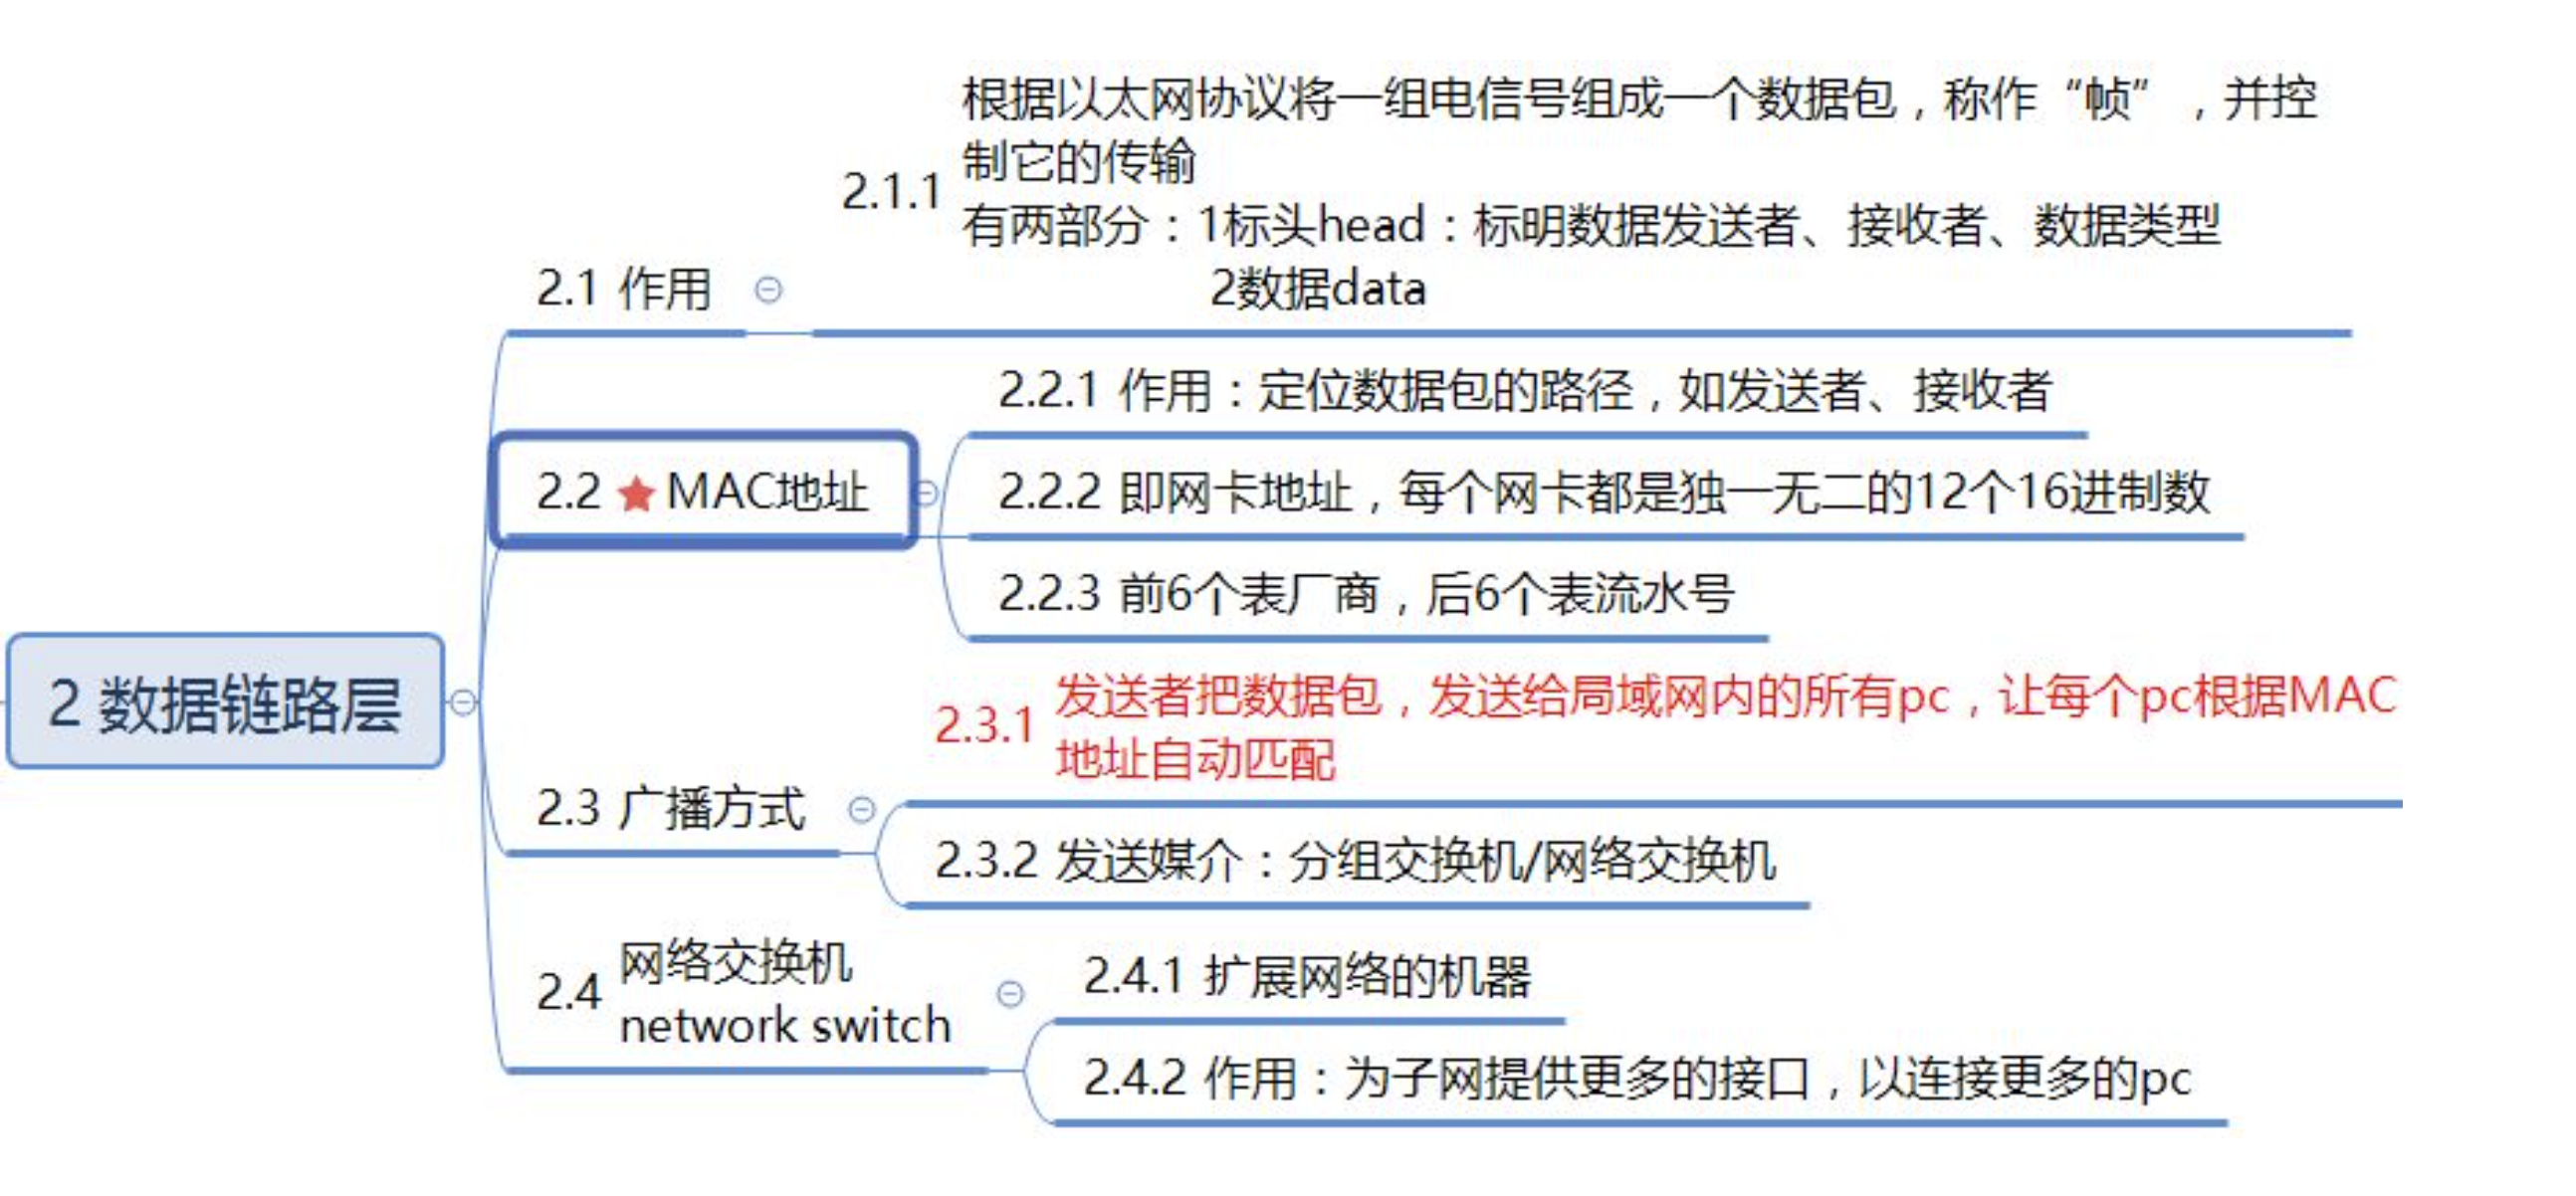 根据以太网协议将一组电信号组成一个数据包，称作“帧”，并控
制它的传输
2.1.1
有两部分：1标头head：标明数据发送者、接收者、数据类型
2数据data
2.1 作用
2.2.1 作用：定位数据包的路径，如发送者、接收者
2.2 MAC地址
2.2.2 即网卡地址，每个网卡都是独一无二的12个16进制数
2.2.3 前6个表厂商，后6个表流水号
2 数据链路层
2.3.1 发送者把数据包，发送给局域网内的所有pc，让每个pc根据MAC
地址自动匹配
2.3 广播方式
2.3.2 发送媒介：分组交换机/网络交换机
2.4 网络交换机
network switch
2.4.1 扩展网络的机器
2.4.2 作用：为子网提供更多的接口，以连接更多的pc